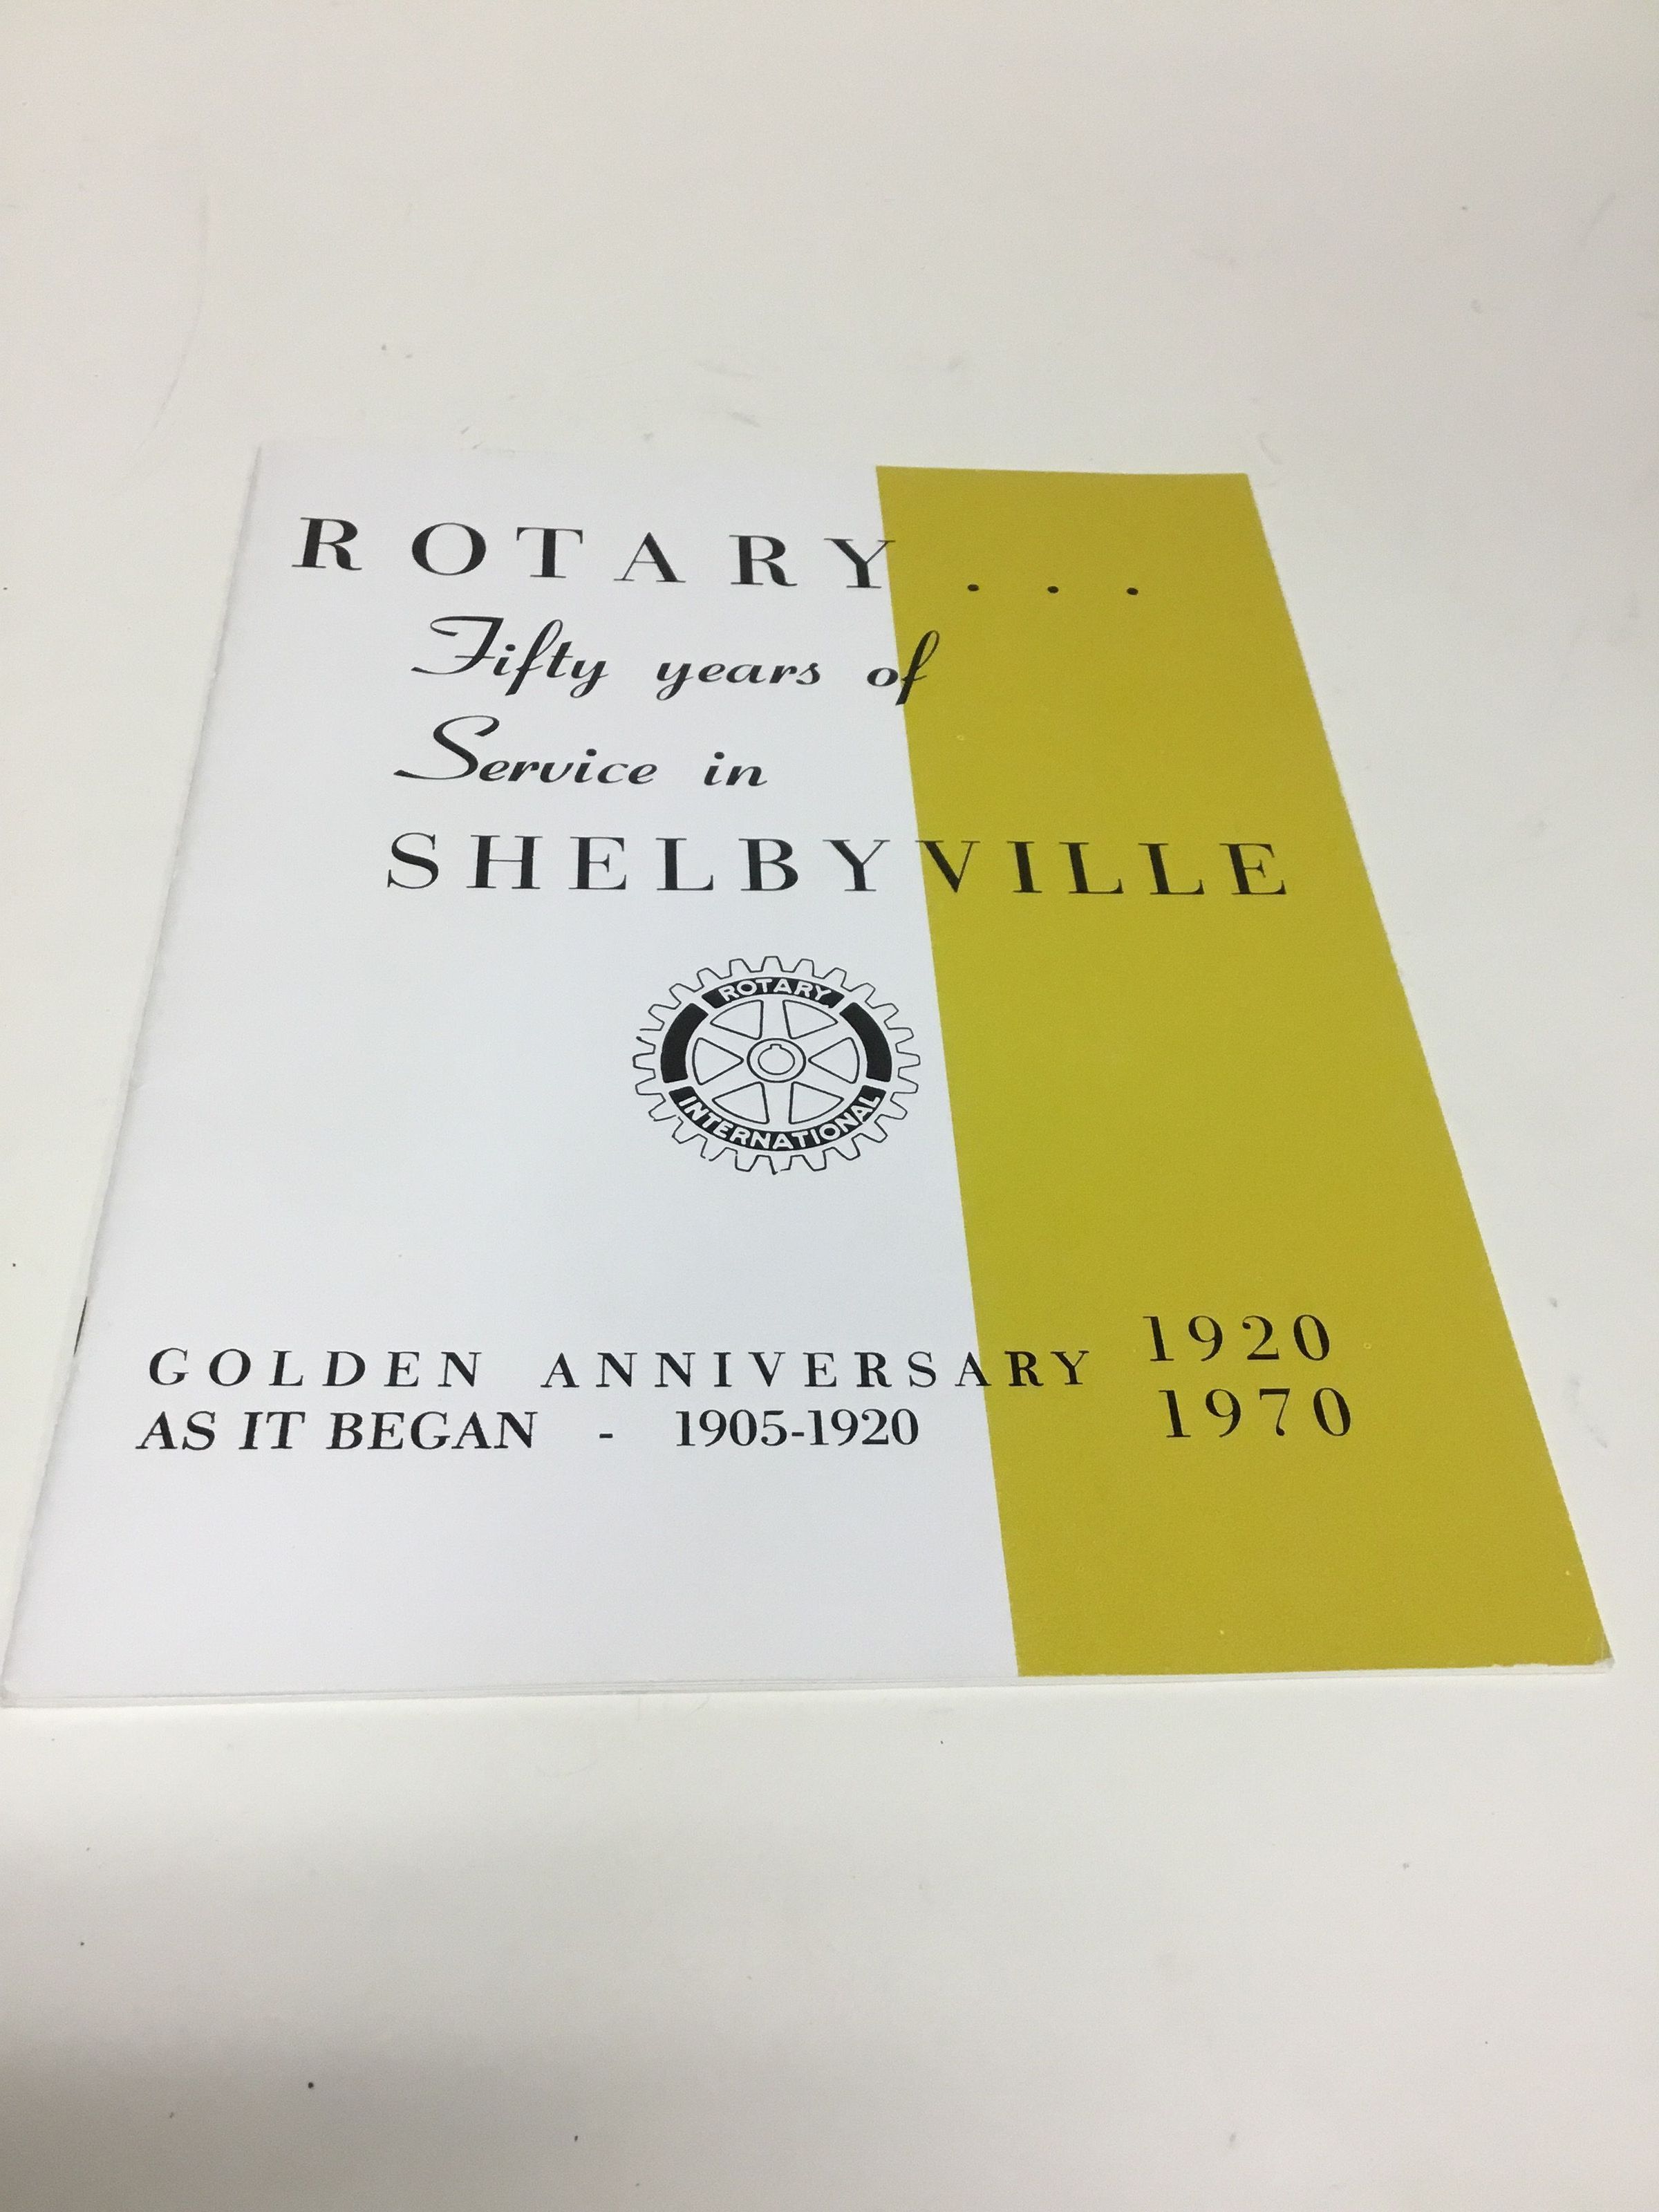 ROTARY...
Fifty years of
Service in
SHELBYVILLE
ROTARY
INTERNATIONAL
GOLDEN ANNIVERSARY 1920
1970
AS IT BEGAN - 1905-1920